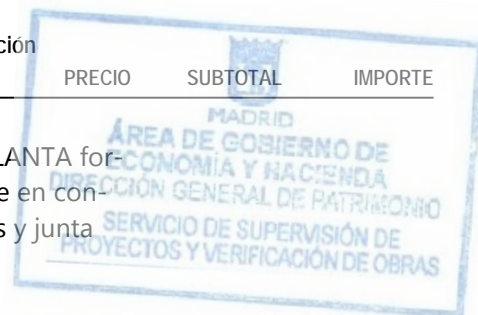 ción
PRECIO SUBTOTAL IMPORTE
MADRID
ÁREA DE GOBIERNO DE
LANTA for-
ECONOMÍA Y HACIENDA
e en con-
DIRECCIÓN GENERAL DE PATRIMONIO
s y junta
SERVICIO DE SUPERVISIÓN DE
PROYECTOS Y VERIFICACIÓN DE OBRAS